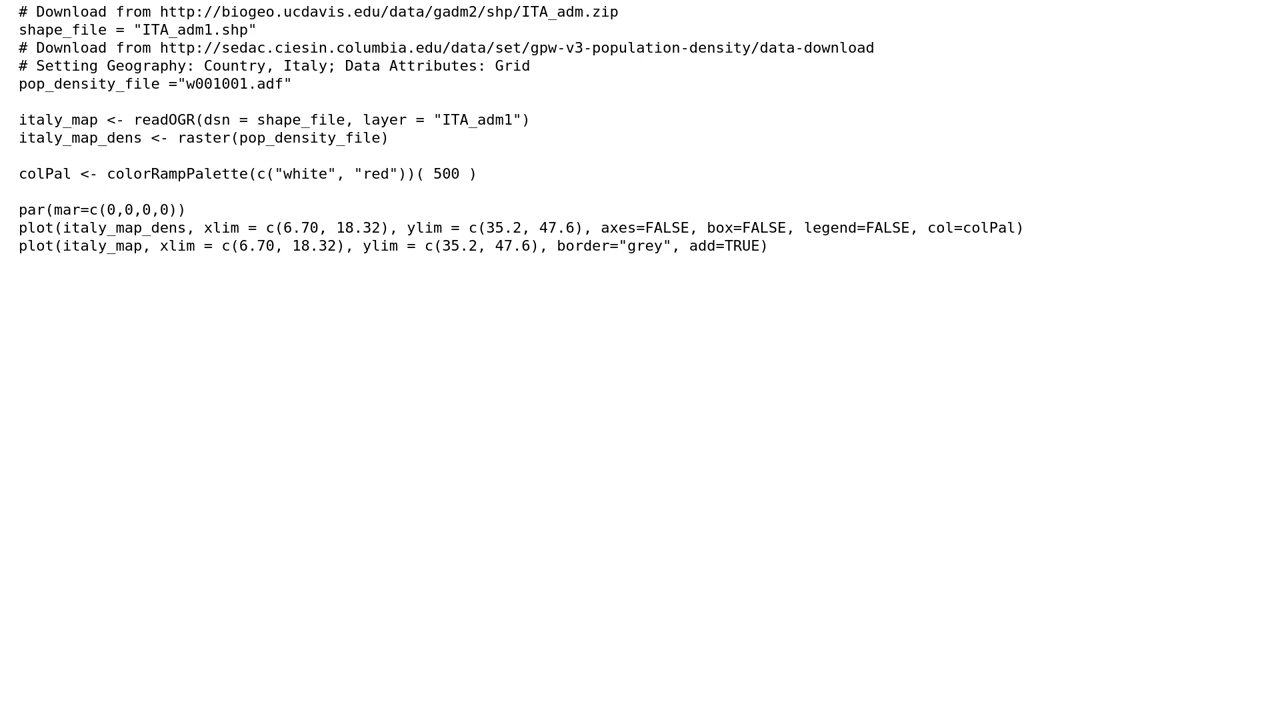 # Download from http://biogeo.ucdavis.edu/data/gadm2/shp/ITA_adm.zip
shape_file = "ITA_adm1.shp"
# Download from http://sedac.ciesin.columbia.edu/data/set/gpw-v3-population-density/data-download
# Setting Geography: Country, Italy; Data Attributes: Grid
pop_density_file ="w001001.adf"

italy_map <- readOGR(dsn = shape_file, layer = "ITA_adm1")
italy_map_dens <- raster(pop_density_file)

colPal <- colorRampPalette(c("white", "red"))( 500 )

par(mar=c(0,0,0,0))
plot(italy_map_dens, xlim = c(6.70, 18.32), ylim = c(35.2, 47.6), axes=FALSE, box=FALSE, legend=FALSE, col=colPal)
plot(italy_map, xlim = c(6.70, 18.32), ylim = c(35.2, 47.6), border="grey", add=TRUE)